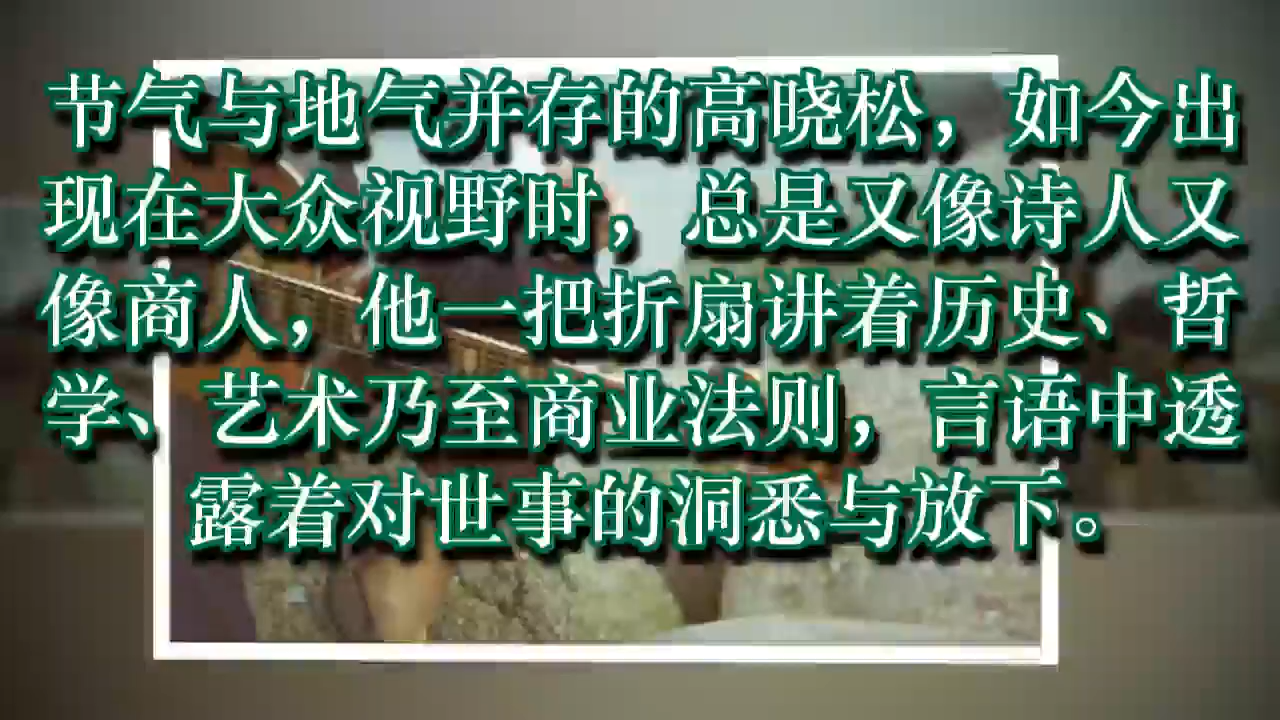 节气与地气并存的高晓松，如今出
现在大众视野时，总是又像诗人又
像商人，他一把折扇讲着历史、哲
学、艺术乃至商业法则，言语中透
露着对世事的洞悉与放下。